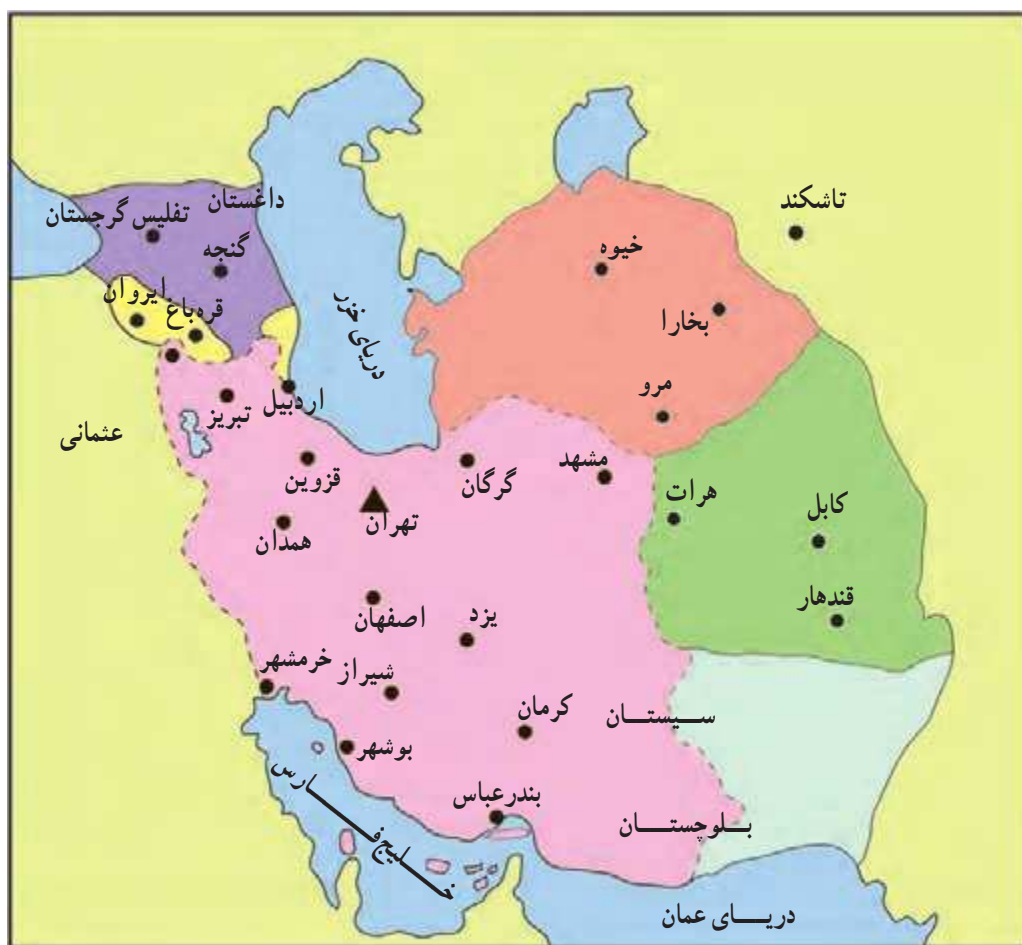 داغستان
تفلیس گرجستان
گنجه
ایروان
قره‌باغ
دریای خزر
تاشکند
خیوه
بخارا
مرو
عثمانی
تبریز
اردبیل
قزوین
گرگان
مشهد
هرات
کابل
تهران
همدان
قندهار
اصفهان
یزد
خرمشهر
شیراز
کرمان
سیستان
بوشهر
بندرعباس
بلوچستان
خلیج فارس
دریای عمان